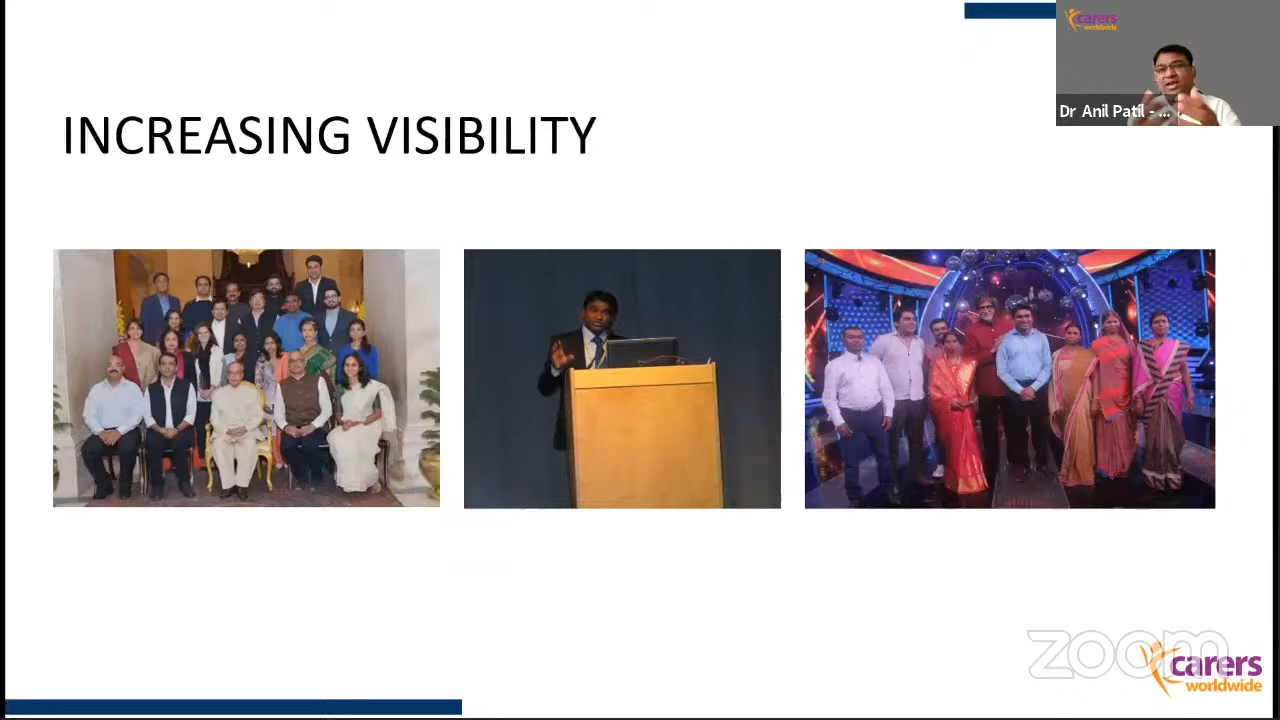 carers
worldwide
Dr Anil Patil - ...
INCREASING VISIBILITY
zoom
carers
worldwide